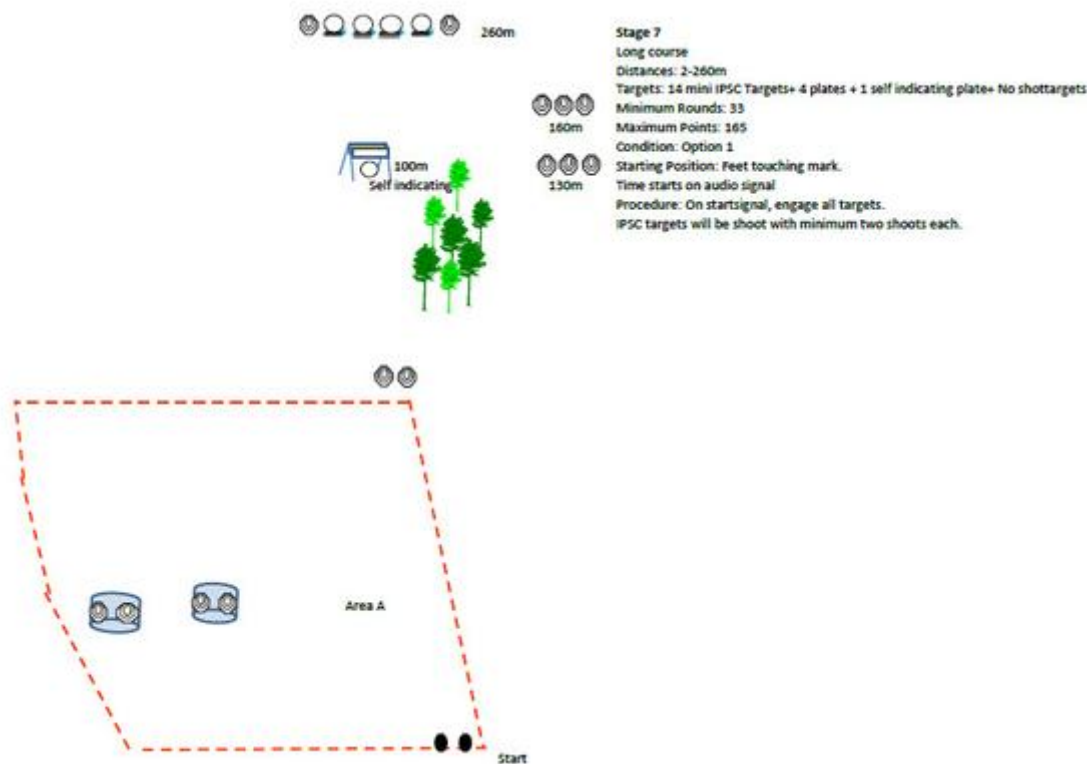 260m
Stage 7
Long course
Distances: 2-260m
Targets: 14 mini IPSC Targets+ 4 plates + 1 self indicating plate+ No shottargets
Minimum Rounds: 33
160m
Maximum Points: 165
Condition: Option 1
100m
Starting Position: Feet touching mark.
Self indicating
130m
Time starts on audio signal
Procedure: On startsignal, engage all targets.
IPSC targets will be shoot with minimum two shoots each.
Area A
Start